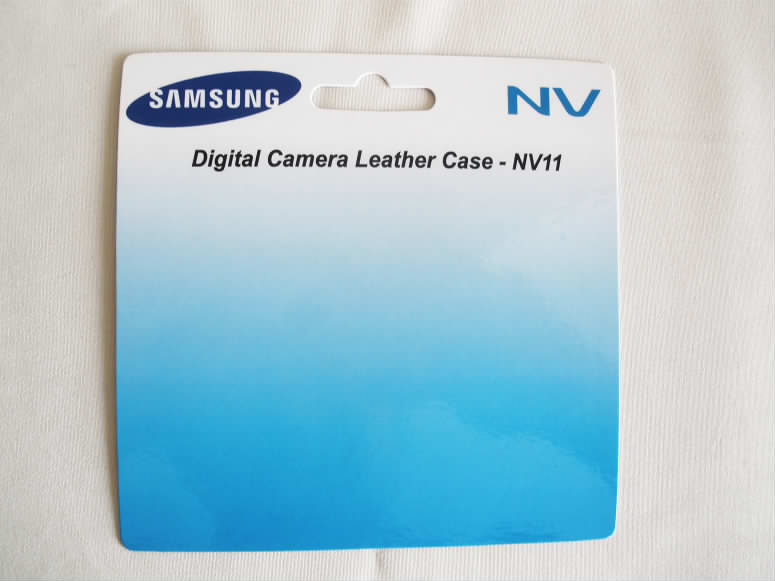 SAMSUNG NV
Digital Camera Leather Case - NV11